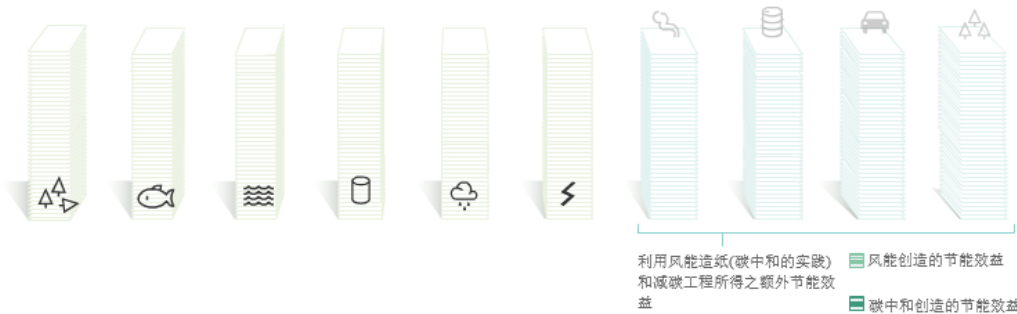 利用风能造纸(碳中和的实践)
和减碳工程所得之额外节能效
益
风能创造的节能效益
碳中和创造的节能效益